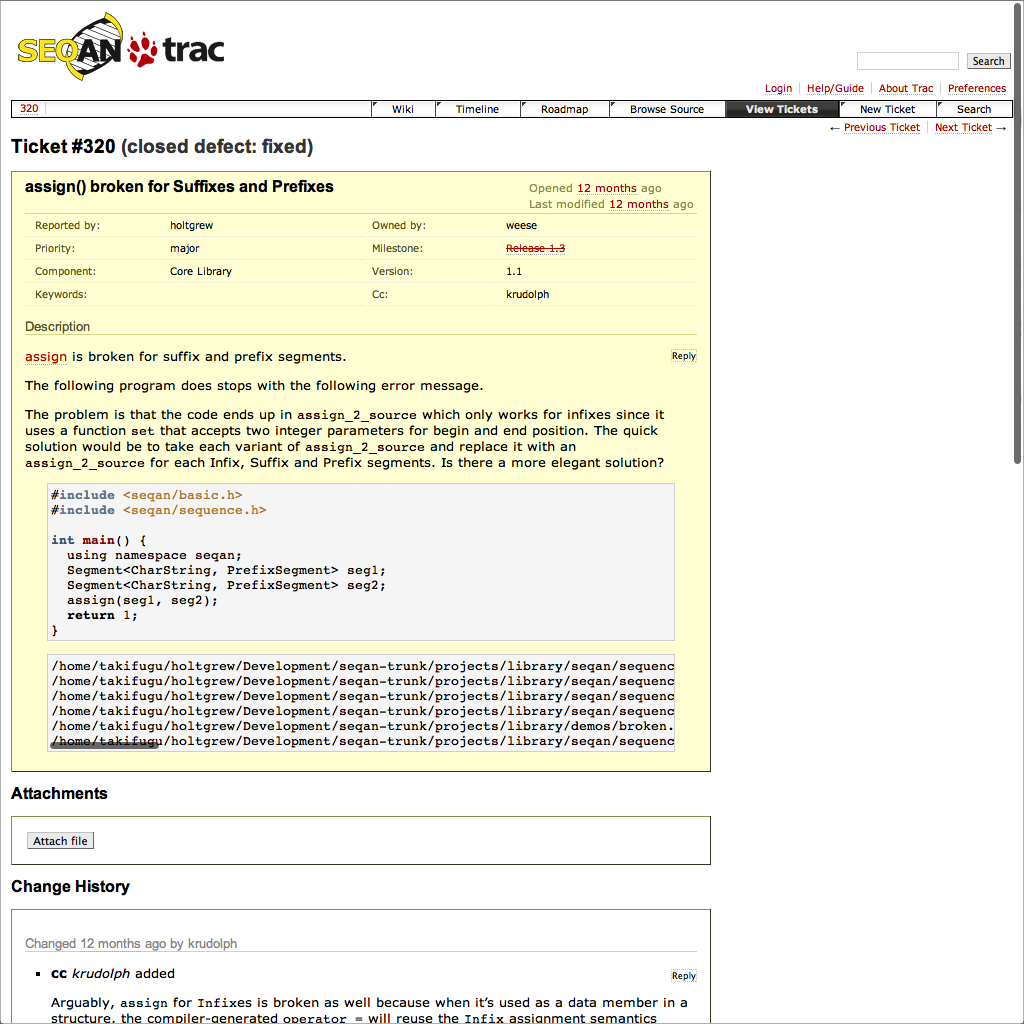 SEQAN trac
Search
Login Help/Guide About Trac Preferences
320 Wiki Timeline Roadmap Browse Source View Tickets New Ticket Search
← Previous Ticket Next Ticket →
Ticket #320 (closed defect: fixed)
assign() broken for Suffixes and Prefixes
Opened 12 months ago
Last modified 12 months ago
Reported by: holtgrew Owned by: weese
Priority: major Milestone: Release 1.3
Component: Core Library Version: 1.1
Keywords: Cc: krudolph
Description
assign is broken for suffix and prefix segments. Reply
The following program does stops with the following error message.
The problem is that the code ends up in assign_2_source which only works for infixes since it
uses a function set that accepts two integer parameters for begin and end position. The quick
solution would be to take each variant of assign_2_source and replace it with an
assign_2_source for each Infix, Suffix and Prefix segments. Is there a more elegant solution?
#include <seqan/basic.h>
#include <seqan/sequence.h>
int main() {
using namespace seqan;
Segment<CharString, PrefixSegment> seg1;
Segment<CharString, PrefixSegment> seg2;
assign(seg1, seg2);
return 1;
}
/home/takifugu/holtgrew/Development/seqan-trunk/projects/library/seqan/sequenc
/home/takifugu/holtgrew/Development/seqan-trunk/projects/library/seqan/sequenc
/home/takifugu/holtgrew/Development/seqan-trunk/projects/library/seqan/sequenc
/home/takifugu/holtgrew/Development/seqan-trunk/projects/library/seqan/sequenc
/home/takifugu/holtgrew/Development/seqan-trunk/projects/library/demos/broken.
/home/takifugu/holtgrew/Development/seqan-trunk/projects/library/seqan/sequenc
Attachments
Attach file
Change History
Changed 12 months ago by krudolph
cc krudolph added Reply
Arguably, assign for Infixes is broken as well because when it's used as a data member in a
structure, the compiler-generated operator = will reuse the Infix assignment semantics